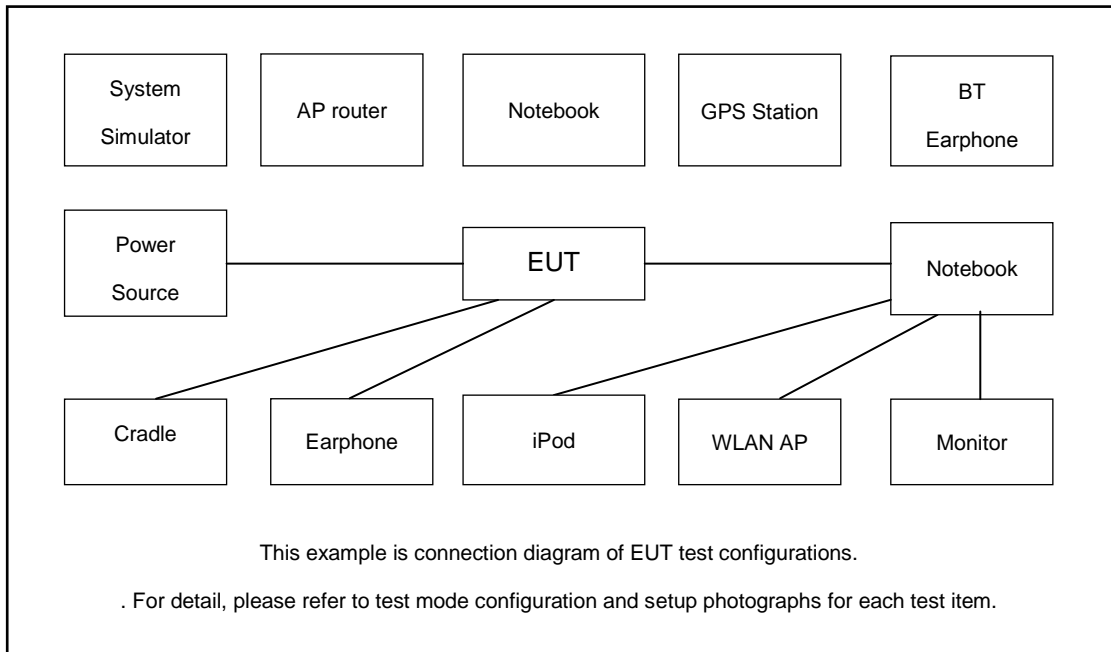 System
Simulator
AP router
Notebook
GPS Station
BT
Earphone
Power
Source
EUT
Notebook
Cradle
Earphone
iPod
WLAN AP
Monitor
This example is connection diagram of EUT test configurations.
. For detail, please refer to test mode configuration and setup photographs for each test item.